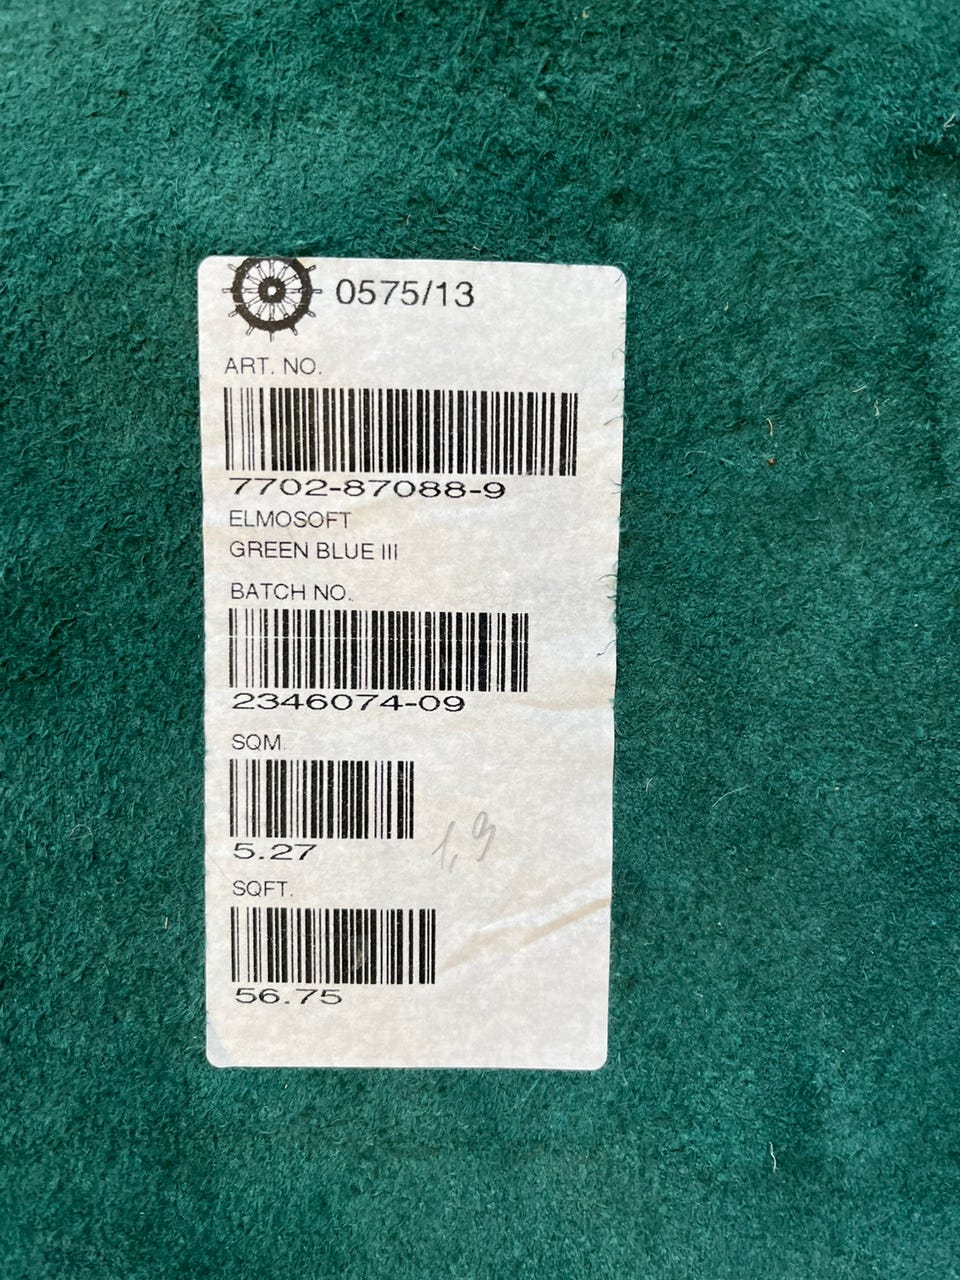 0575/13
ART. NO.
7702-87088-9
ELMOSOFT
GREEN BLUE III
BATCH NO.
2346074-09
SQM.
5.27
1,9
SQFT.
56.75